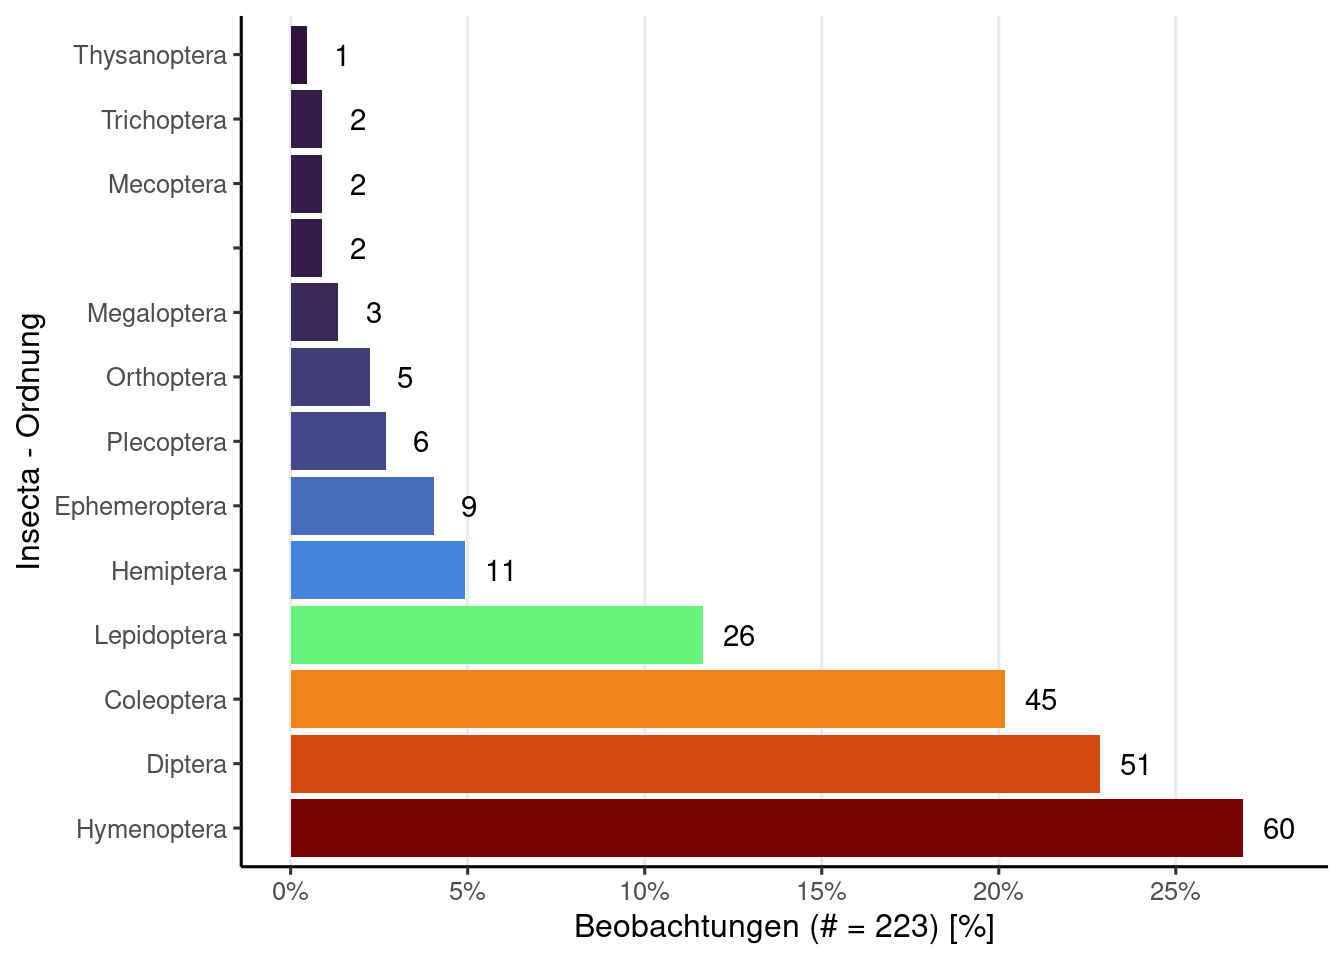 Thysanoptera 1
Trichoptera 2
Mecoptera 2
2
Megaloptera 3
Orthoptera 5
Plecoptera 6
Ephemeroptera 9
Hemiptera 11
Lepidoptera 26
Coleoptera 45
Diptera 51
Hymenoptera 60
Insecta - Ordnung
0% 5% 10% 15% 20% 25%
Beobachtungen (# = 223) [%]